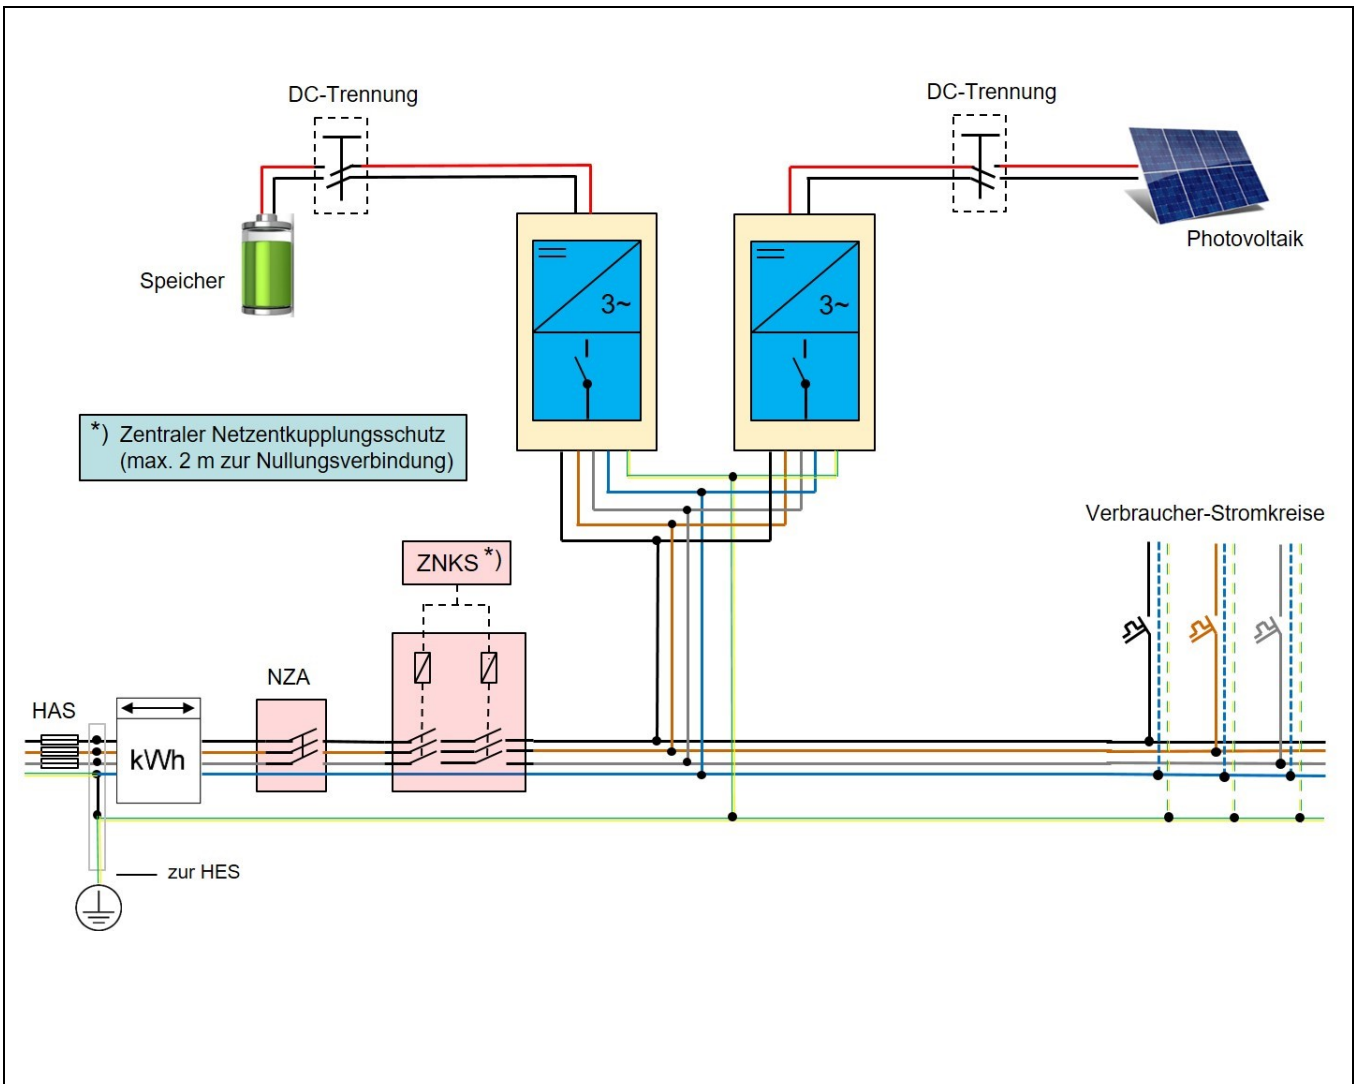 DC-Trennung
DC-Trennung
Photovoltaik
Speicher
3~
3~
*) Zentraler Netzentkupplungsschutz
(max. 2 m zur Nullungsverbindung)
Verbraucher-Stromkreise
ZNKS *)
NZA
HAS
kWh
zur HES